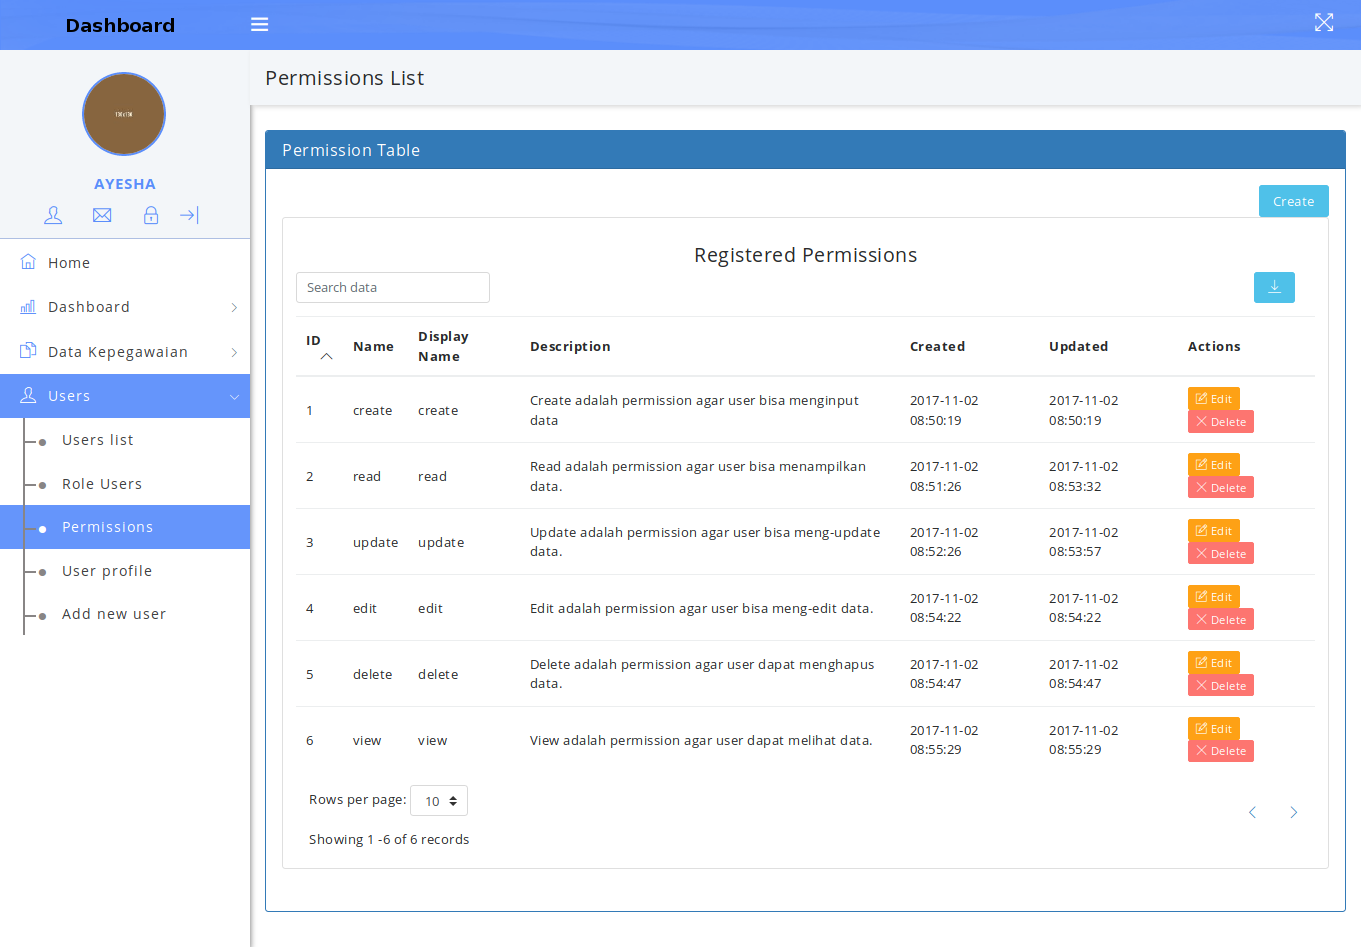 Dashboard
Permissions List
130x130
AYESHA
Home
Dashboard
Data Kepegawaian
Users
Users list
Role Users
Permissions
User profile
Add new user
Permission Table
Create
Registered Permissions
Search data
ID Name Display Name Description Created Updated Actions
1 create create Create adalah permission agar user bisa menginput data 2017-11-02 08:50:19 2017-11-02 08:50:19 Edit Delete
2 read read Read adalah permission agar user bisa menampilkan data. 2017-11-02 08:51:26 2017-11-02 08:53:32 Edit Delete
3 update update Update adalah permission agar user bisa meng-update data. 2017-11-02 08:52:26 2017-11-02 08:53:57 Edit Delete
4 edit edit Edit adalah permission agar user bisa meng-edit data. 2017-11-02 08:54:22 2017-11-02 08:54:22 Edit Delete
5 delete delete Delete adalah permission agar user dapat menghapus data. 2017-11-02 08:54:47 2017-11-02 08:54:47 Edit Delete
6 view view View adalah permission agar user dapat melihat data. 2017-11-02 08:55:29 2017-11-02 08:55:29 Edit Delete
Rows per page: 10
Showing 1 -6 of 6 records